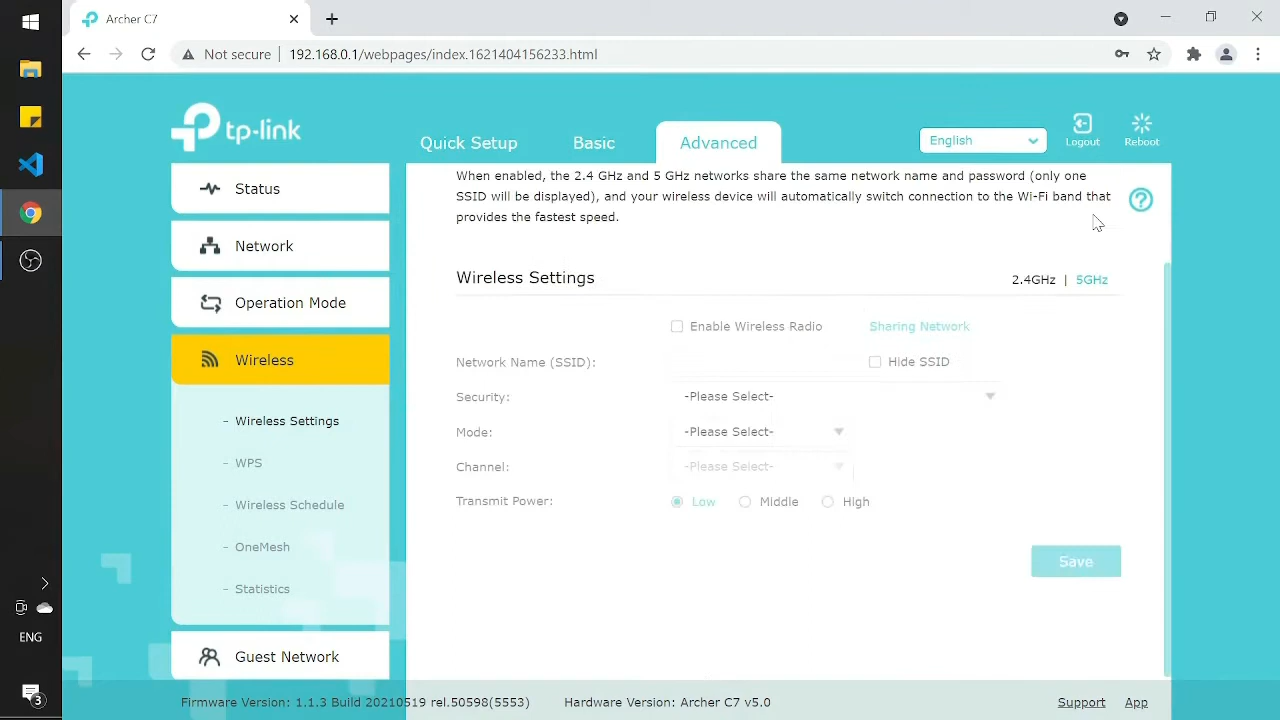 Archer C7
Not secure
192.168.0.1/webpages/index.1621404156233.html
tp-link
Quick Setup
Basic
Advanced
English
Logout
Reboot
Status
Network
Operation Mode
Wireless
- Wireless Settings
- WPS
- Wireless Schedule
- OneMesh
- Statistics
Guest Network
When enabled, the 2.4 GHz and 5 GHz networks share the same network name and password (only one
SSID will be displayed), and your wireless device will automatically switch connection to the Wi-Fi band that
provides the fastest speed.
?
Wireless Settings
2.4GHz | 5GHz
Enable Wireless Radio
Sharing Network
Network Name (SSID):
Hide SSID
Security:
-Please Select-
Mode:
-Please Select-
Channel:
-Please Select-
Transmit Power:
Low
Middle
High
Save
ENG
3
Firmware Version: 1.1.3 Build 20210519 rel.50598(5553)
Hardware Version: Archer C7 v5.0
Support
App